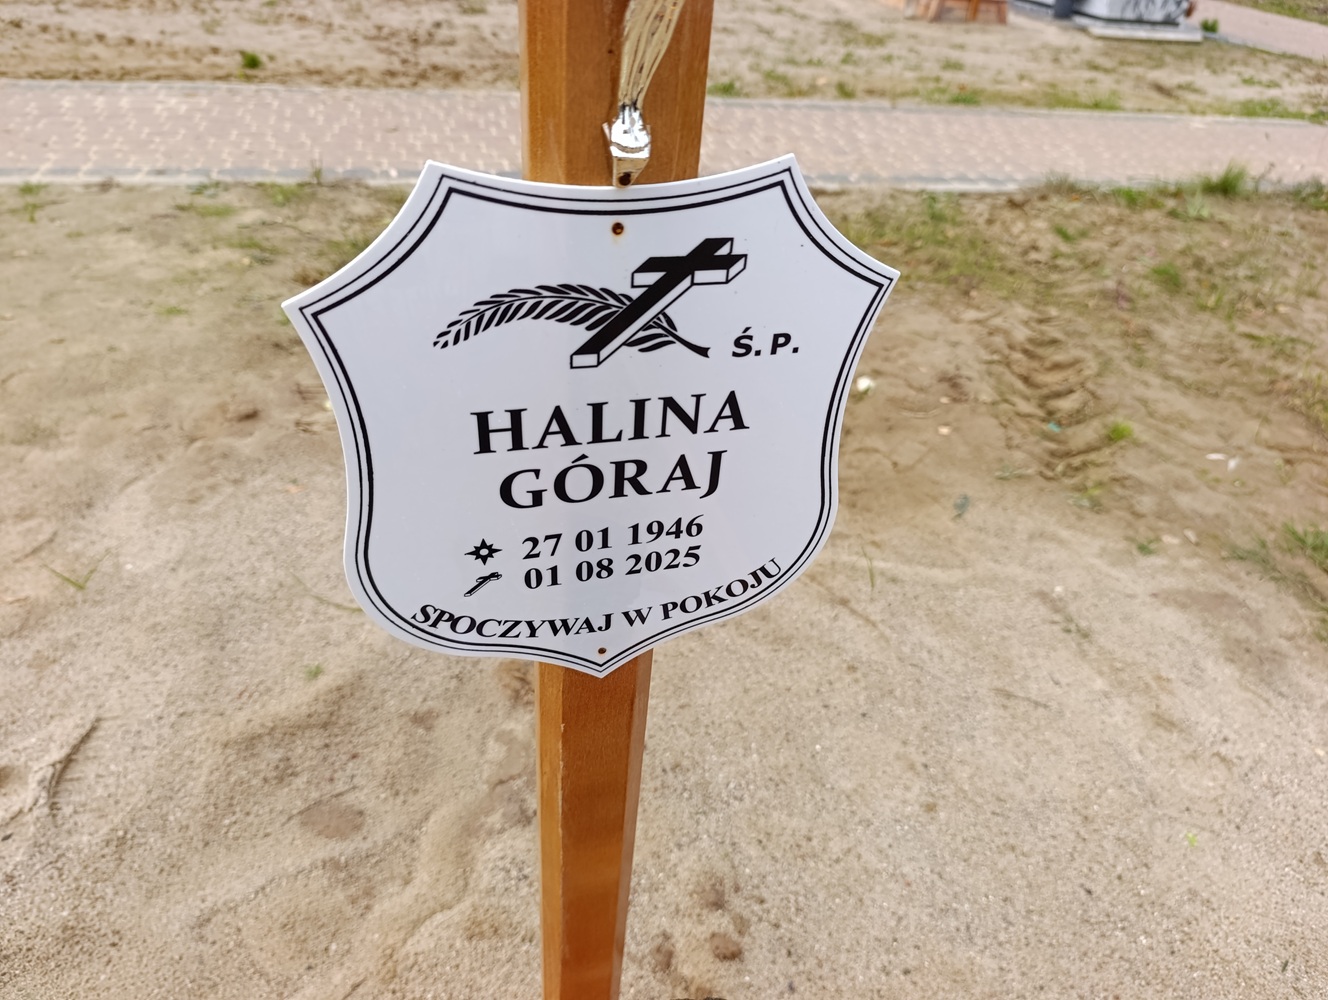 Ś.P.
HALINA
GÓRAJ
27 01 1946
01 08 2025
SPOCZYWAJ W POKOJU